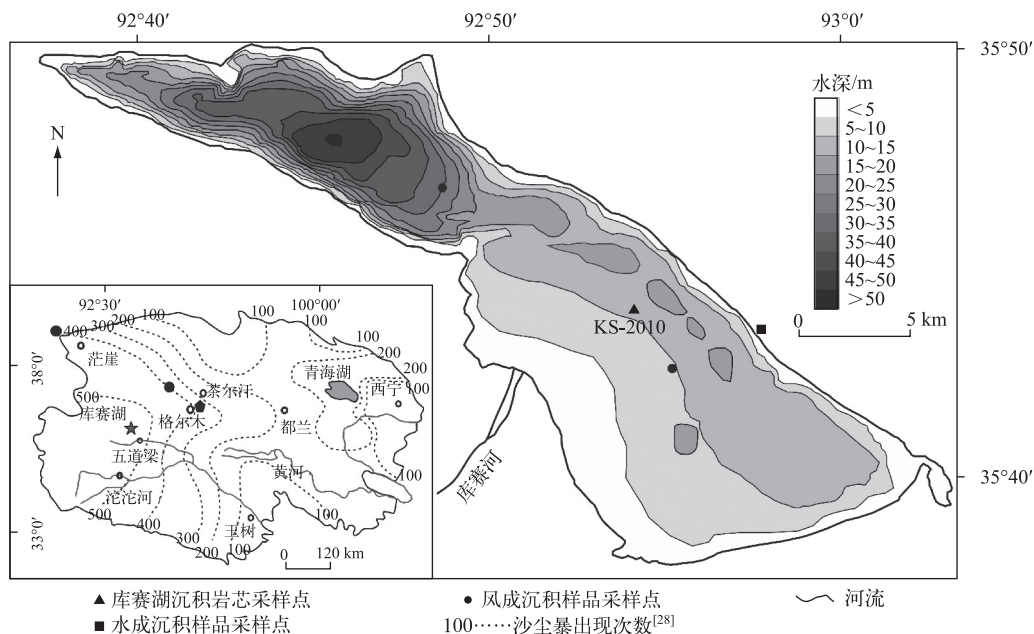 92°40′ 92°50′ 93°0′
35°50′
水深/m
<5
5~10
10~15
15~20
20~25
25~30
30~35
35~40
40~45
45~50
>50
N
0 5 km
KS-2010
35°40′
库赛河
92°30′ 100°00′
38°0′
33°0′
400 300 200 100
100
100
100
200
200
100
茫崖
青海湖
西宁
茶尔汗
500
库赛湖
格尔木
都兰
五道梁
黄河
100
沱沱河
500
400
300
200
100
玉树
100
0 120 km
▲ 库赛湖沉积岩芯采样点 ● 风成沉积样品采样点 河流
■ 水成沉积样品采样点 100······沙尘暴出现次数[28]